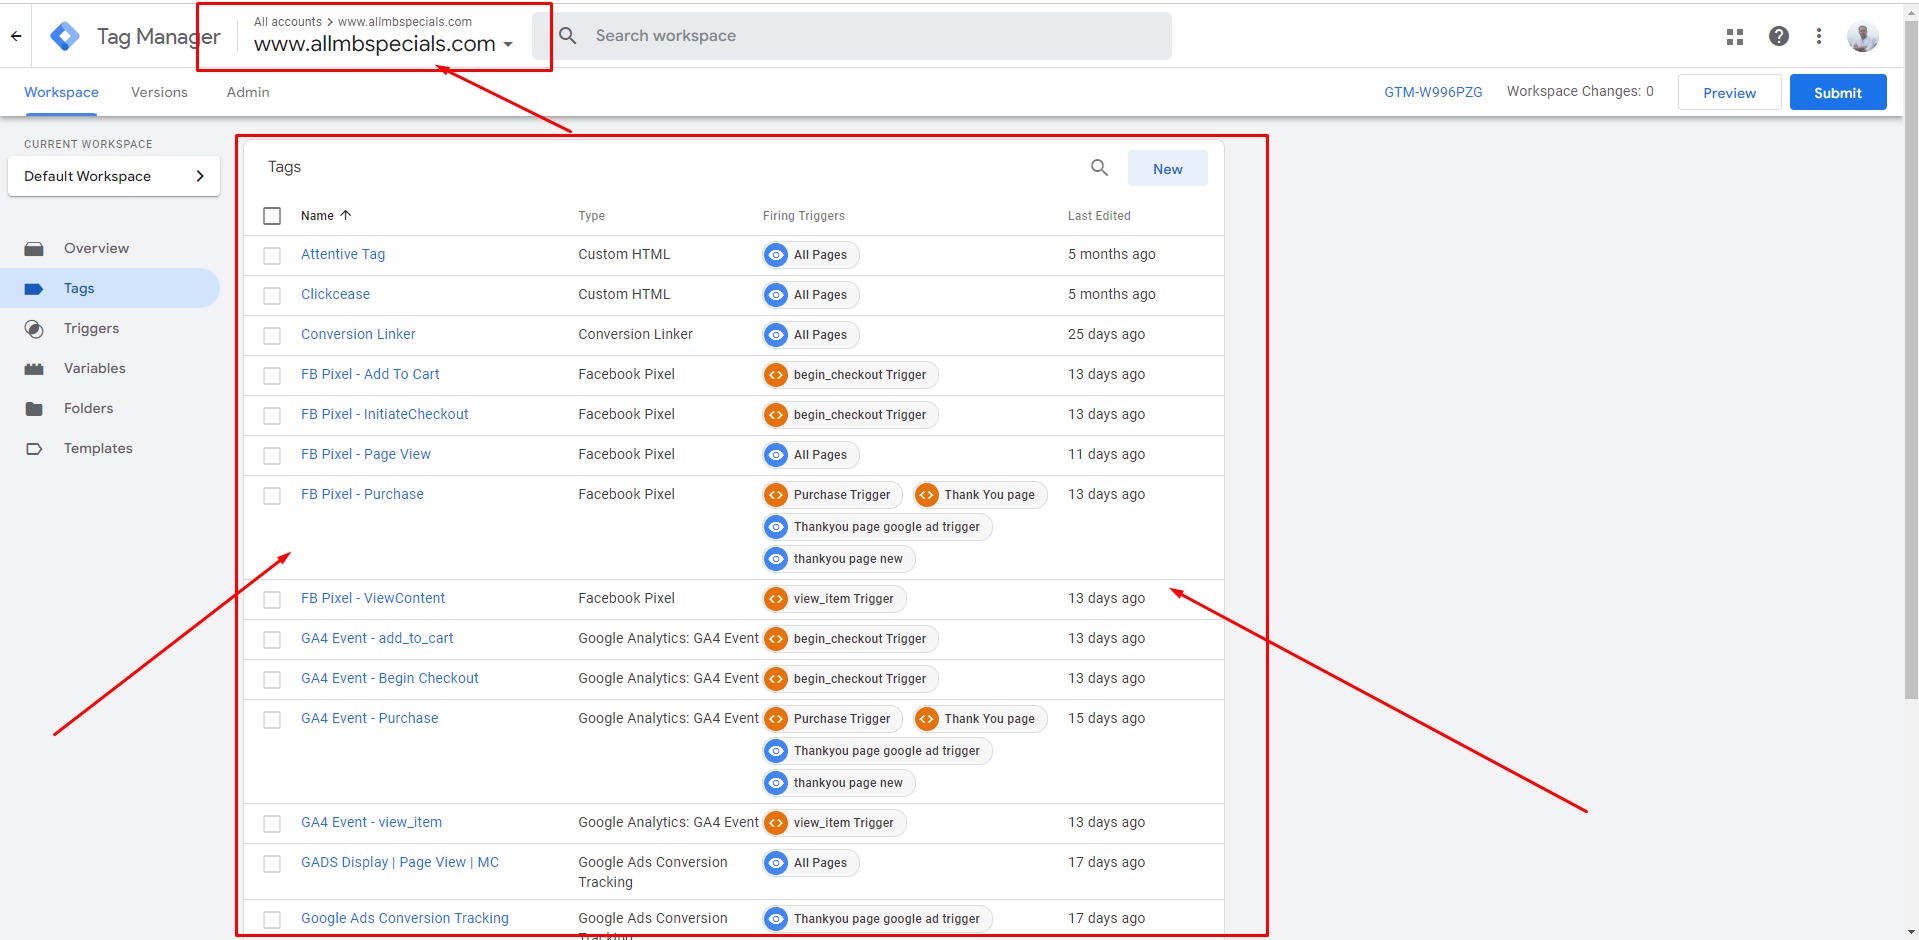 All accounts > www.allmbspecials.com
Tag Manager
www.allmbspecials.com
Search workspace
Workspace
Versions
Admin
GTM-W996PZG
Workspace Changes: 0
Preview
Submit
CURRENT WORKSPACE
Default Workspace
Overview
Tags
Triggers
Variables
Folders
Templates
Tags
New
Name Type Firing Triggers Last Edited
Attentive Tag Custom HTML All Pages 5 months ago
Clickcease Custom HTML All Pages 5 months ago
Conversion Linker Conversion Linker All Pages 25 days ago
FB Pixel - Add To Cart Facebook Pixel begin_checkout Trigger 13 days ago
FB Pixel - InitiateCheckout Facebook Pixel begin_checkout Trigger 13 days ago
FB Pixel - Page View Facebook Pixel All Pages 11 days ago
FB Pixel - Purchase Facebook Pixel Purchase Trigger Thank You page 13 days ago
Thankyou page google ad trigger
thankyou page new
FB Pixel - ViewContent Facebook Pixel view_item Trigger 13 days ago
GA4 Event - add_to_cart Google Analytics: GA4 Event begin_checkout Trigger 13 days ago
GA4 Event - Begin Checkout Google Analytics: GA4 Event begin_checkout Trigger 13 days ago
GA4 Event - Purchase Google Analytics: GA4 Event Purchase Trigger Thank You page 15 days ago
Thankyou page google ad trigger
thankyou page new
GA4 Event - view_item Google Analytics: GA4 Event view_item Trigger 13 days ago
GADS Display | Page View | MC Google Ads Conversion All Pages 17 days ago
Tracking
Google Ads Conversion Tracking Google Ads Conversion Thankyou page google ad trigger 17 days ago